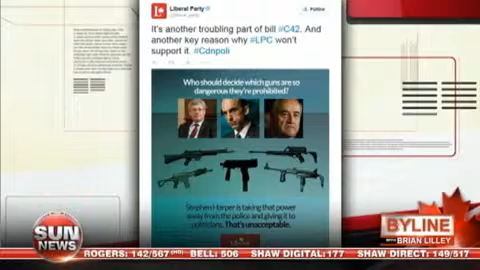 Liberal Party
@liberal_party
Follow
It's another troubling part of bill #C42. And
another key reason why #LPC won't
support it. #Cdnpoli
Who should decide which guns are so
dangerous they're prohibited?
Stephen Harper is taking that power
away from the police and giving it to
politicians. That's unacceptable.
SUN
NEWS
BYLINE
WITH
BRIAN LILLEY
ROGERS: 142/567 (HD) BELL: 506 SHAW DIGITAL: 177 SHAW DIRECT: 149/517